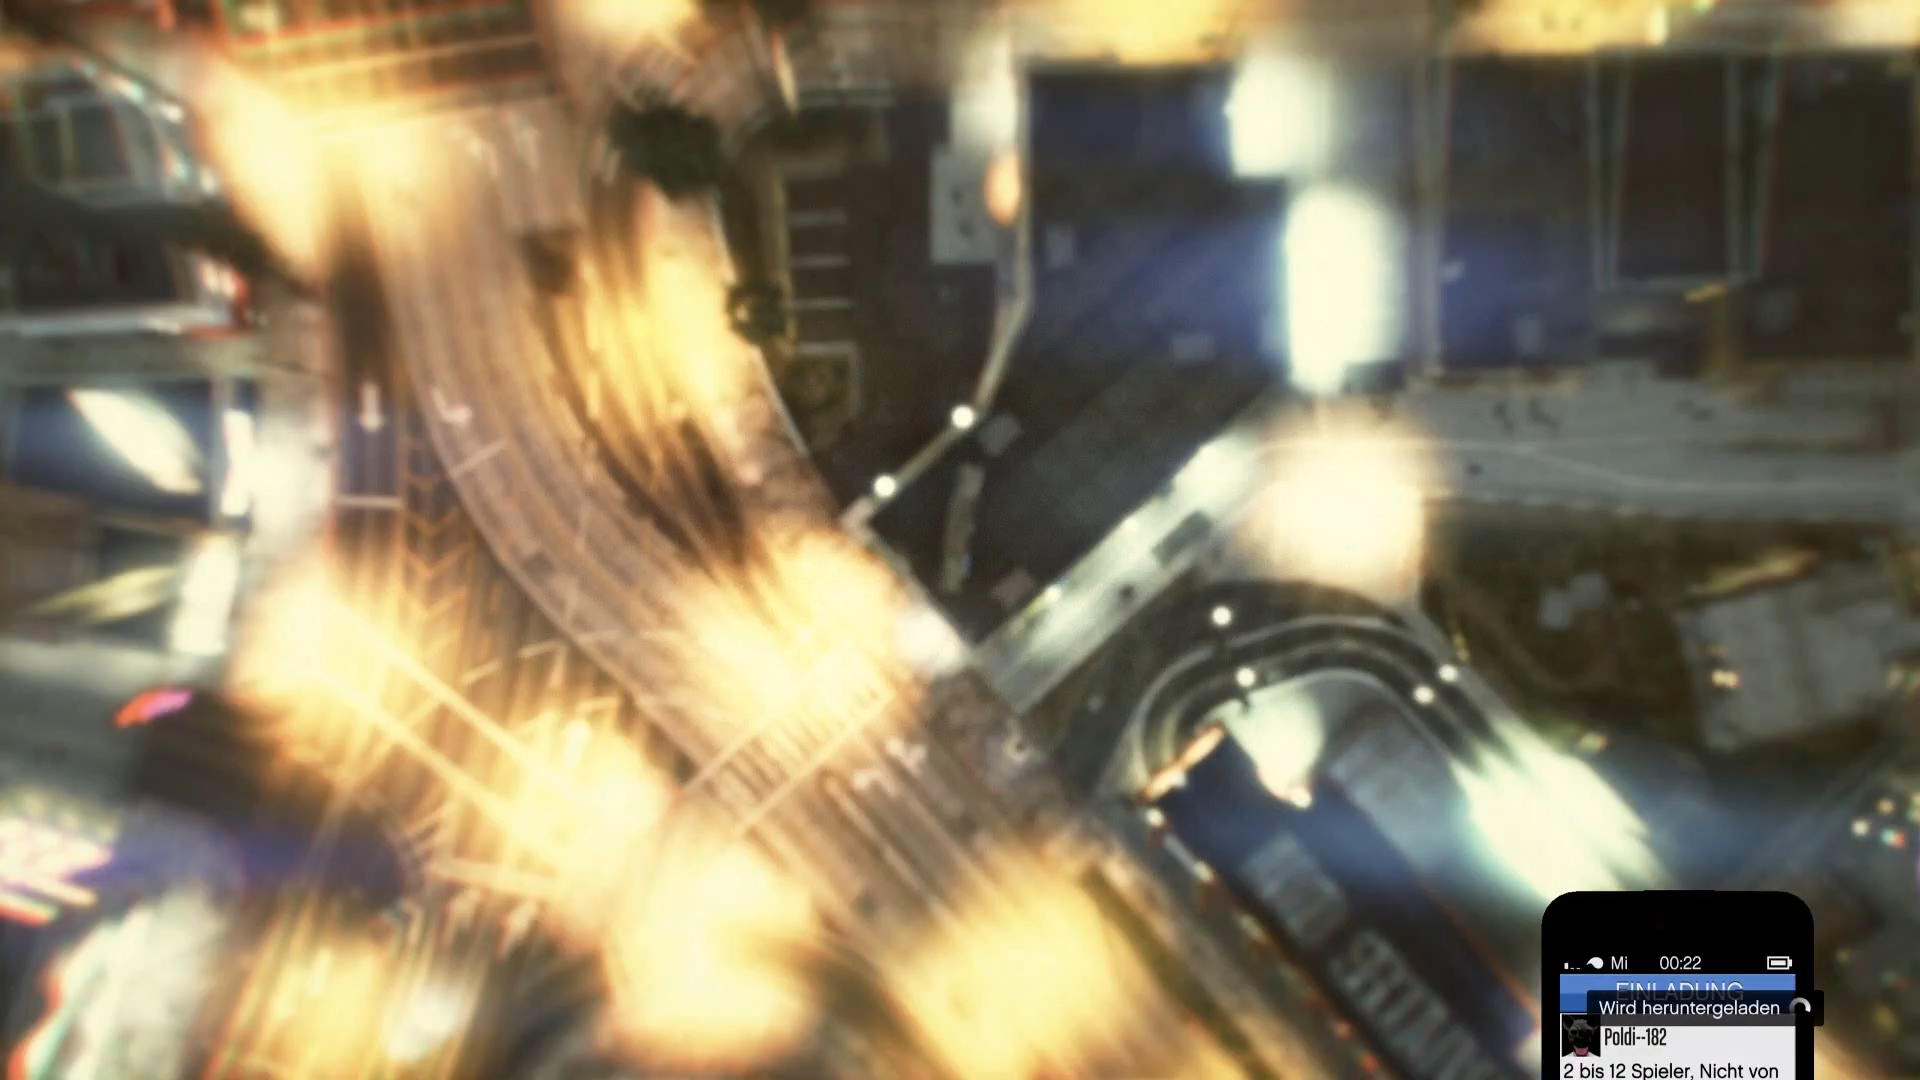 Mi 00:22
EINLADUNG
Wird heruntergeladen
Poldi--182
2 bis 12 Spieler, Nicht von